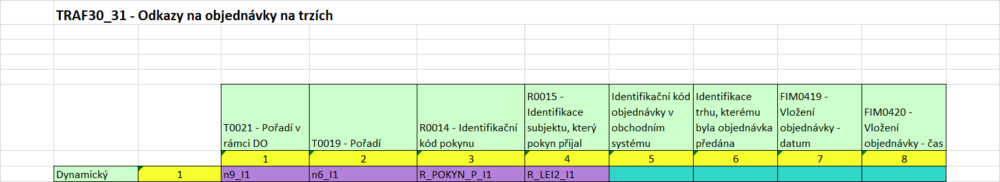 TRAF30_31 - Odkazy na objednávky na trzích
T0021 - Pořadí v
rámci DO
T0019 - Pořadí
R0014 - Identifikační
kód pokynu
R0015 -
Identifikace
subjektu, který
pokyn přijal
Identifikační kód
objednávky v
obchodním
systému
Identifikace
trhu, kterému
byla objednávka
předána
FIM0419 -
Vložení
objednávky -
datum
FIM0420 -
Vložení
objednávky - čas
1 2 3 4 5 6 7 8
Dynamický 1 n9_I1 n6_I1 R_POKYN_P_I1 R_LEI2_I1